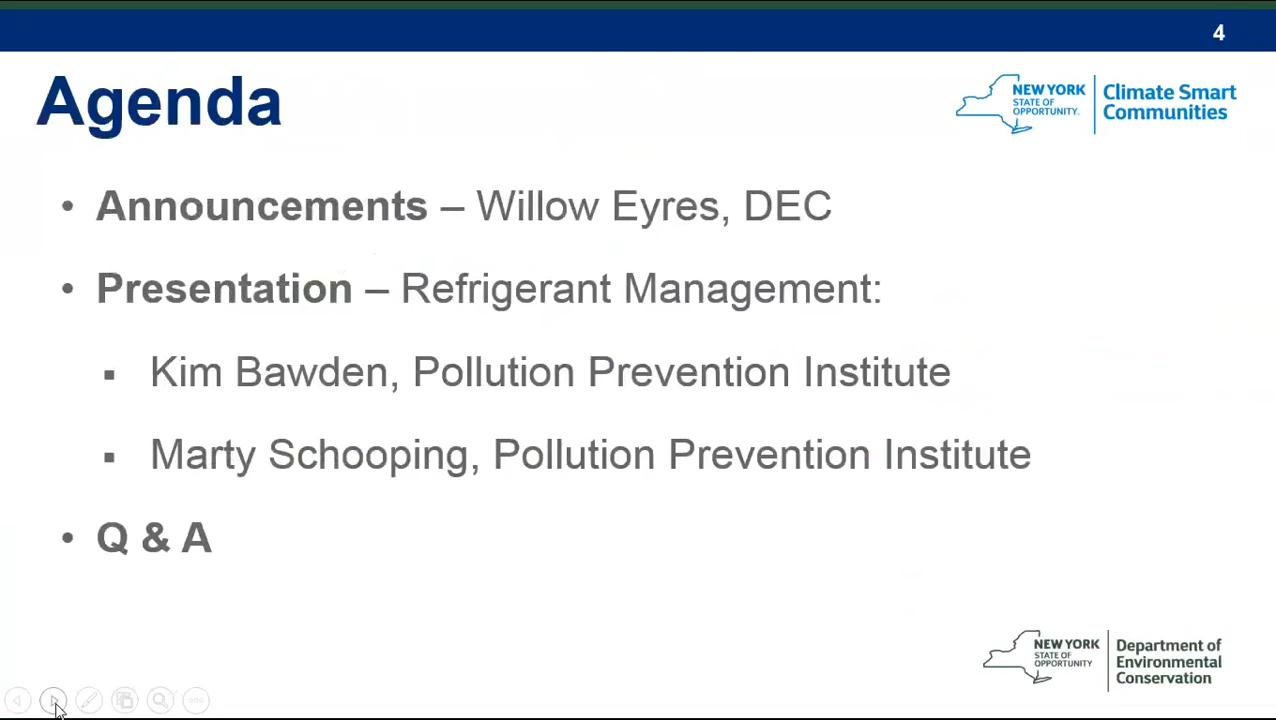 4
Agenda
NEW YORK
STATE OF
OPPORTUNITY.
Climate Smart
Communities
• Announcements – Willow Eyres, DEC
• Presentation – Refrigerant Management:
▪ Kim Bawden, Pollution Prevention Institute
▪ Marty Schooping, Pollution Prevention Institute
• Q & A
NEW YORK
STATE OF
OPPORTUNITY
Department of
Environmental
Conservation